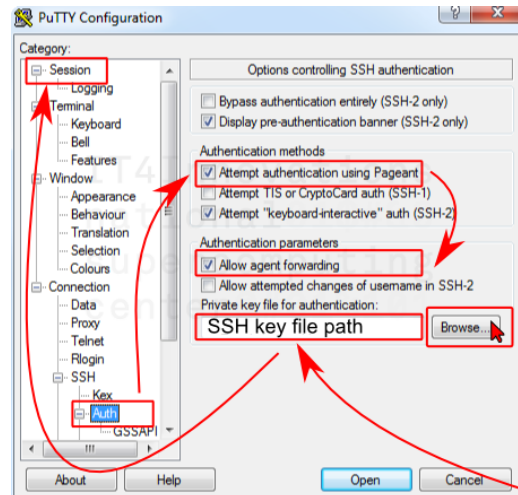 PuTTY Configuration
Category:
Session
Logging
Terminal
Keyboard
Bell
Features
Window
Appearance
Behaviour
Translation
Selection
Colours
Connection
Data
Proxy
Telnet
Rlogin
SSH
Kex
Auth
GSSAPI
Options controlling SSH authentication
Bypass authentication entirely (SSH-2 only)
Display pre-authentication banner (SSH-2 only)
Authentication methods
Attempt authentication using Pageant
Attempt TIS or CryptoCard auth (SSH-1)
Attempt "keyboard-interactive" auth (SSH-2)
Authentication parameters
Allow agent forwarding
Allow attempted changes of username in SSH-2
Private key file for authentication:
SSH key file path
Browse...
About
Help
Open
Cancel